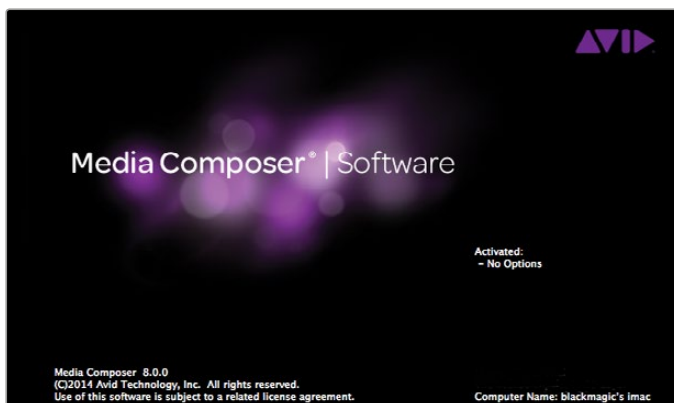 AVID
Media Composer® | Software
Activated:
- No Options
Media Composer 8.0.0
(C)2014 Avid Technology, Inc. All rights reserved.
Use of this software is subject to a related license agreement.
Computer Name: blackmagic's imac